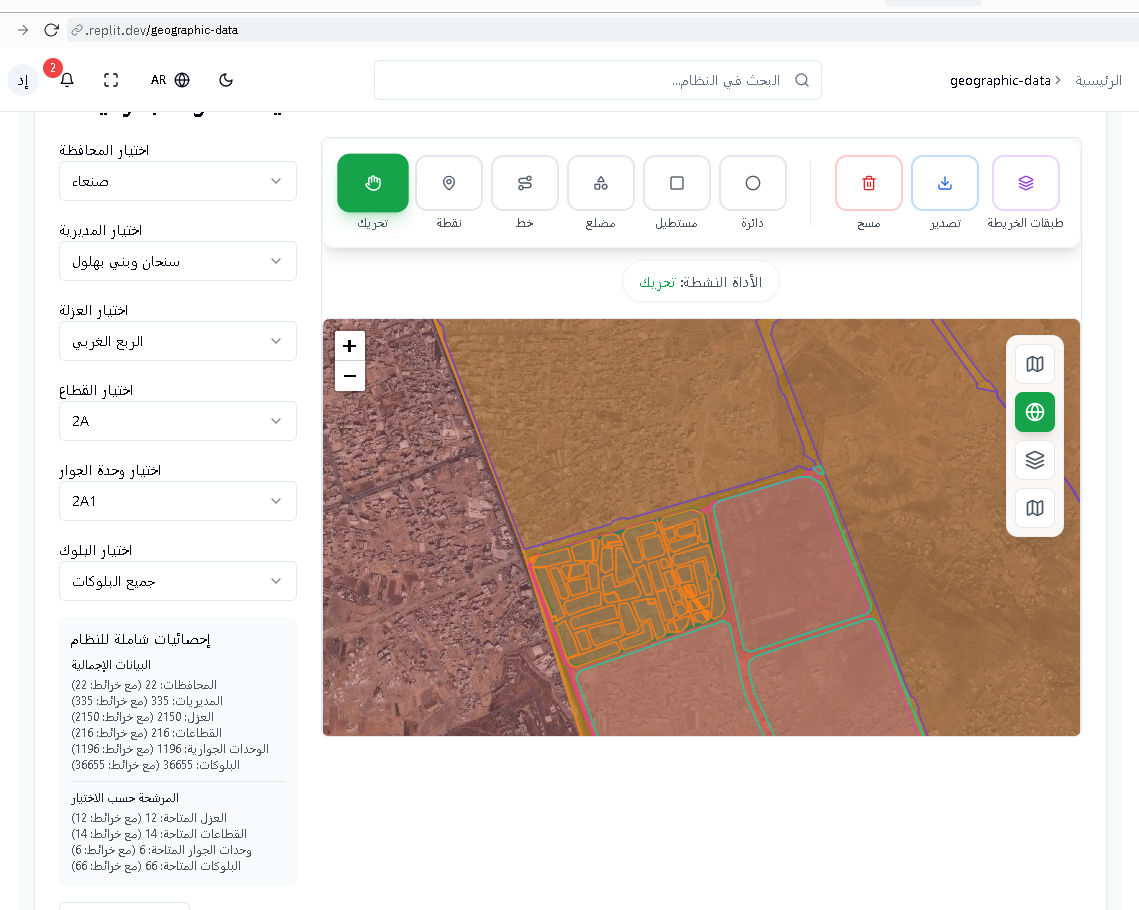 .replit.dev/geographic-data
الرئيسية > geographic-data
البحث في النظام...
AR
2
إد
اختيار المحافظة
صنعاء
اختيار المديرية
سنحان وبني بهلول
اختيار العزلة
الربع الغربي
اختيار القطاع
2A
اختيار وحدة الجوار
2A1
اختيار البلوك
جميع البلوكات
إحصائيات شاملة للنظام
البيانات الإجمالية
المحافظات: 22 (مع خرائط: 22)
المديريات: 335 (مع خرائط: 335)
العزل: 2150 (مع خرائط: 2150)
القطاعات: 216 (مع خرائط: 216)
الوحدات الجوارية: 1196 (مع خرائط: 1196)
البلوكات: 36655 (مع خرائط: 36655)
المرشحة حسب الاختيار
العزل المتاحة: 12 (مع خرائط: 12)
القطاعات المتاحة: 14 (مع خرائط: 14)
وحدات الجوار المتاحة: 6 (مع خرائط: 6)
البلوكات المتاحة: 66 (مع خرائط: 66)
طبقات الخريطة
تصدير
مسح
دائرة
مستطيل
مضلع
خط
نقطة
تحريك
الأداة النشطة: تحريك
+
−